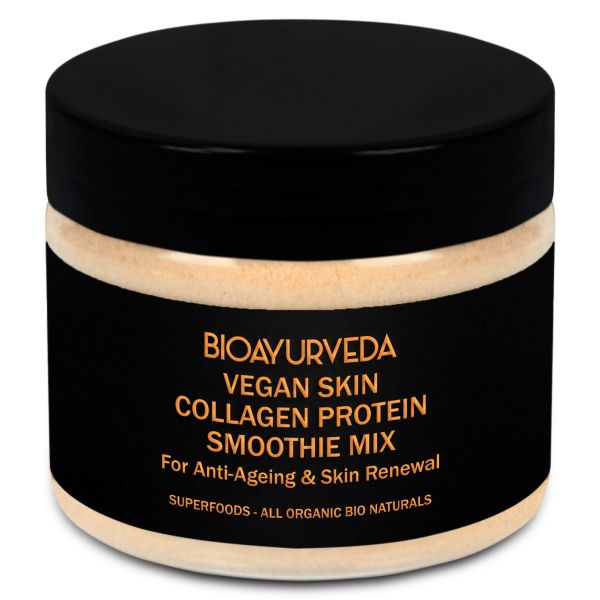 BIOAYURVEDA
VEGAN SKIN
COLLAGEN PROTEIN
SMOOTHIE MIX
For Anti-Ageing & Skin Renewal
SUPERFOODS - ALL ORGANIC BIO NATURALS